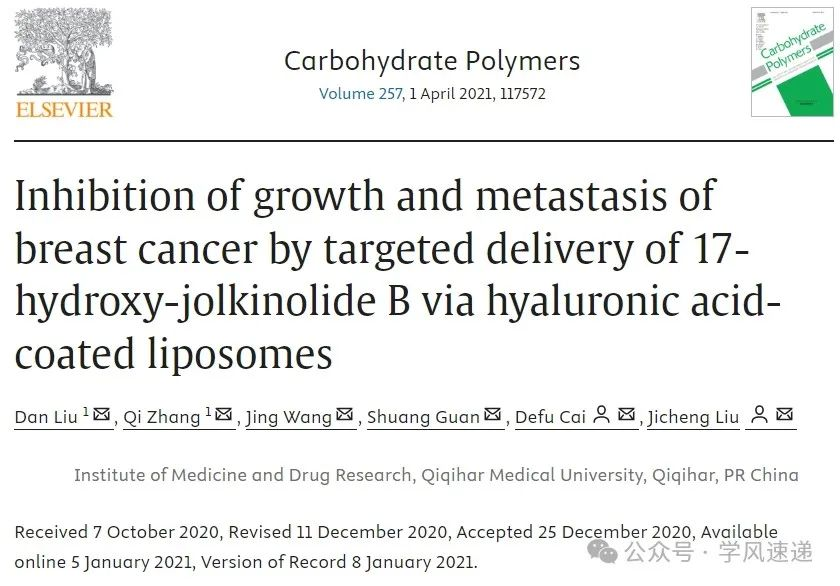 ELSEVIER
Carbohydrate Polymers
Volume 257, 1 April 2021, 117572
Carbohydrate
Polymers
Inhibition of growth and metastasis of
breast cancer by targeted delivery of 17-
hydroxy-jolkinolide B via hyaluronic acid-
coated liposomes
Dan Liu 1, Qi Zhang 1, Jing Wang, Shuang Guan, Defu Cai, Jicheng Liu
Institute of Medicine and Drug Research, Qiqihar Medical University, Qiqihar, PR China
Received 7 October 2020, Revised 11 December 2020, Accepted 25 December 2020, Available
online 5 January 2021, Version of Record 8 January 2021.
公众号 · 学风速递